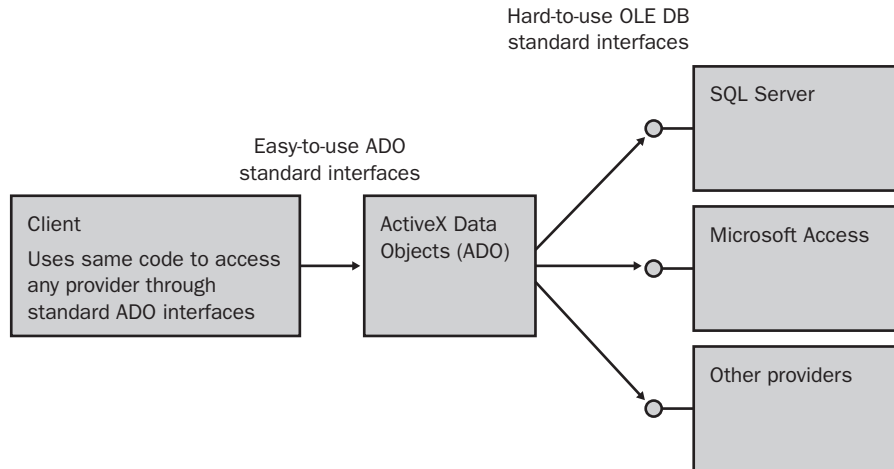 Hard-to-use OLE DB
standard interfaces
SQL Server
Easy-to-use ADO
standard interfaces
Client
Uses same code to access
any provider through
standard ADO interfaces
ActiveX Data
Objects (ADO)
Microsoft Access
Other providers